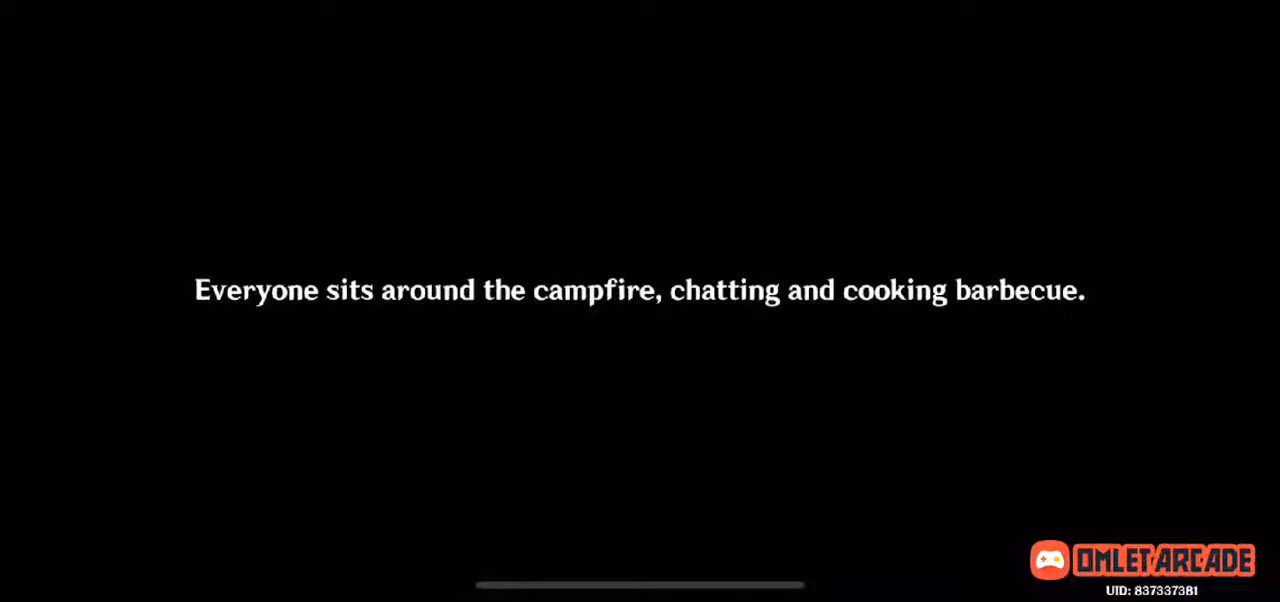 Everyone sits around the campfire, chatting and cooking barbecue.
OMLET ARCADE
UID: 837337381